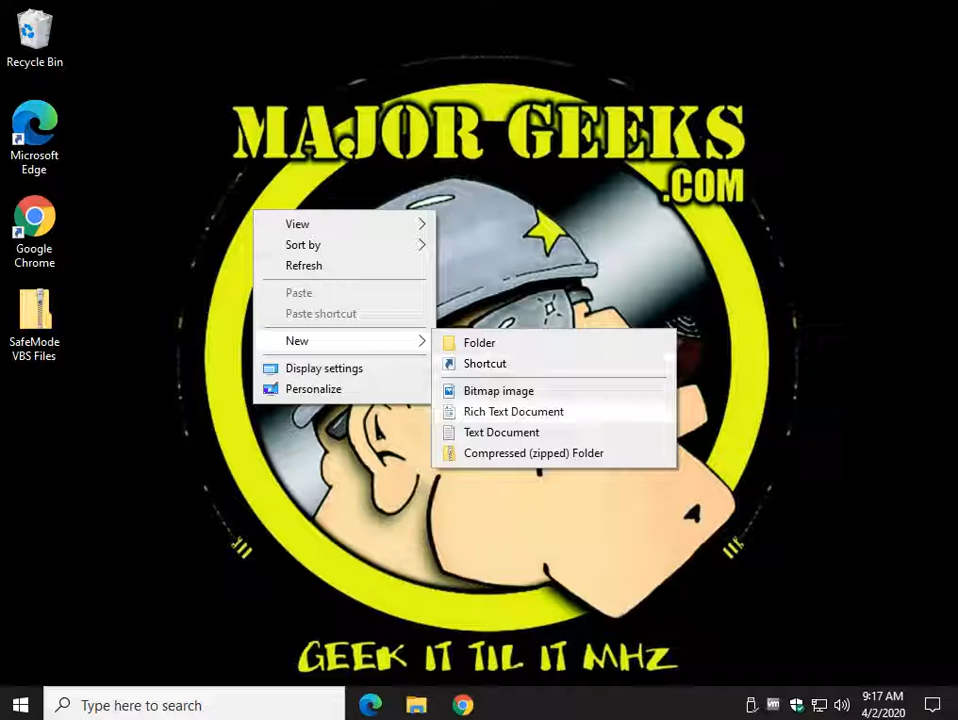 Recycle Bin
Microsoft
Edge
Google
Chrome
SafeMode
VBS Files
MAJOR GEEKS
.COM
View
Sort by
Refresh
Paste
Paste shortcut
New
Display settings
Personalize
Folder
Shortcut
Bitmap image
Rich Text Document
Text Document
Compressed (zipped) Folder
GEEK IT TIL IT MHZ
Type here to search
vm
9:17 AM
4/2/2020